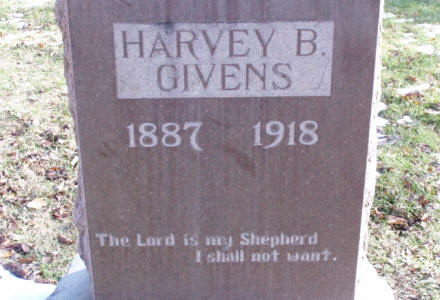 HARVEY B.
GIVENS
1887 1918
The Lord is my Shepherd
I shall not want.